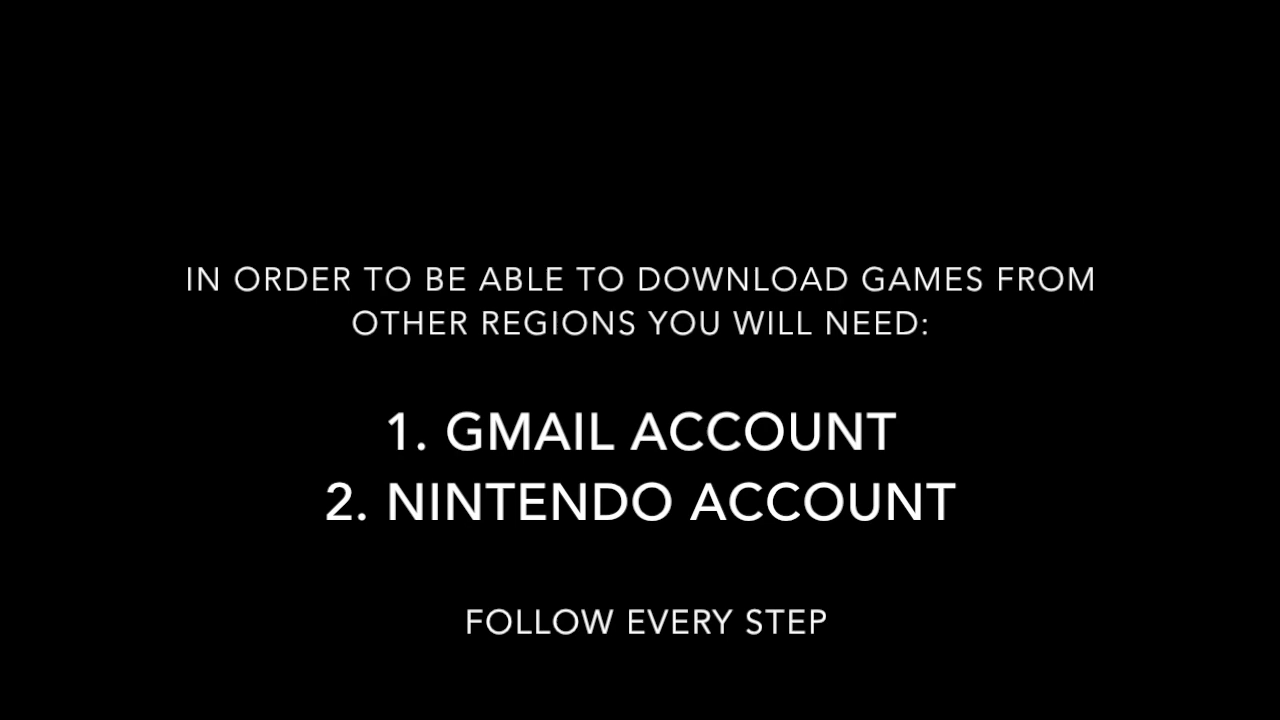 IN ORDER TO BE ABLE TO DOWNLOAD GAMES FROM
OTHER REGIONS YOU WILL NEED:
1. GMAIL ACCOUNT
2. NINTENDO ACCOUNT
FOLLOW EVERY STEP